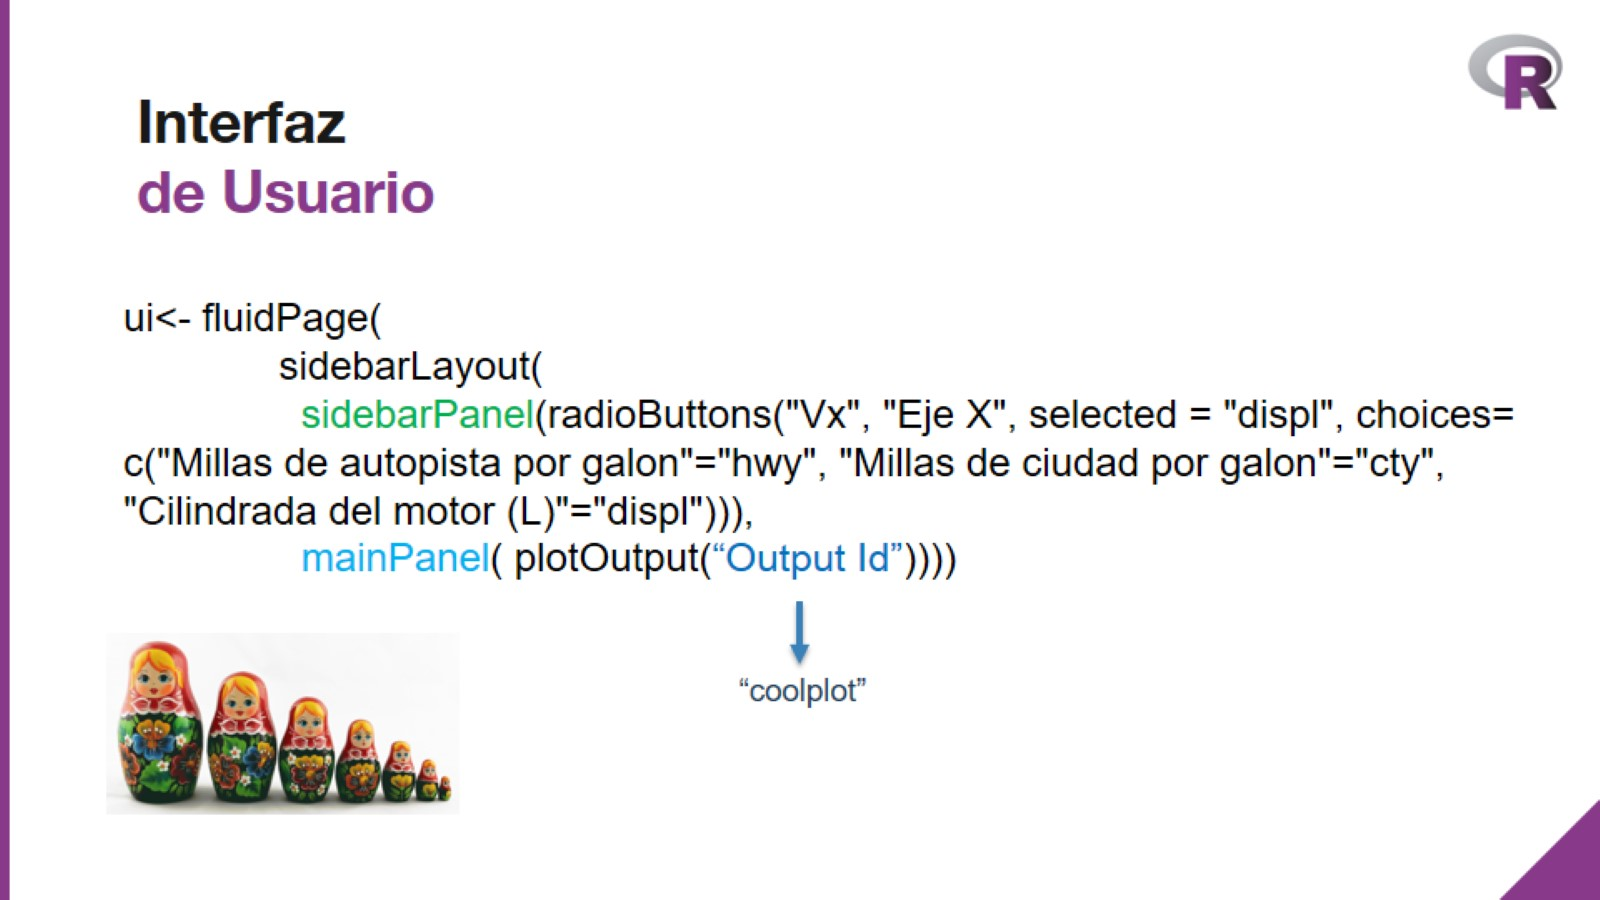 R
Interfaz
de Usuario
ui<- fluidPage(
sidebarLayout(
sidebarPanel(radioButtons("Vx", "Eje X", selected = "displ", choices=
c("Millas de autopista por galon"="hwy", "Millas de ciudad por galon"="cty",
"Cilindrada del motor (L)"="displ"))),
mainPanel( plotOutput(“Output Id”))))
“coolplot”